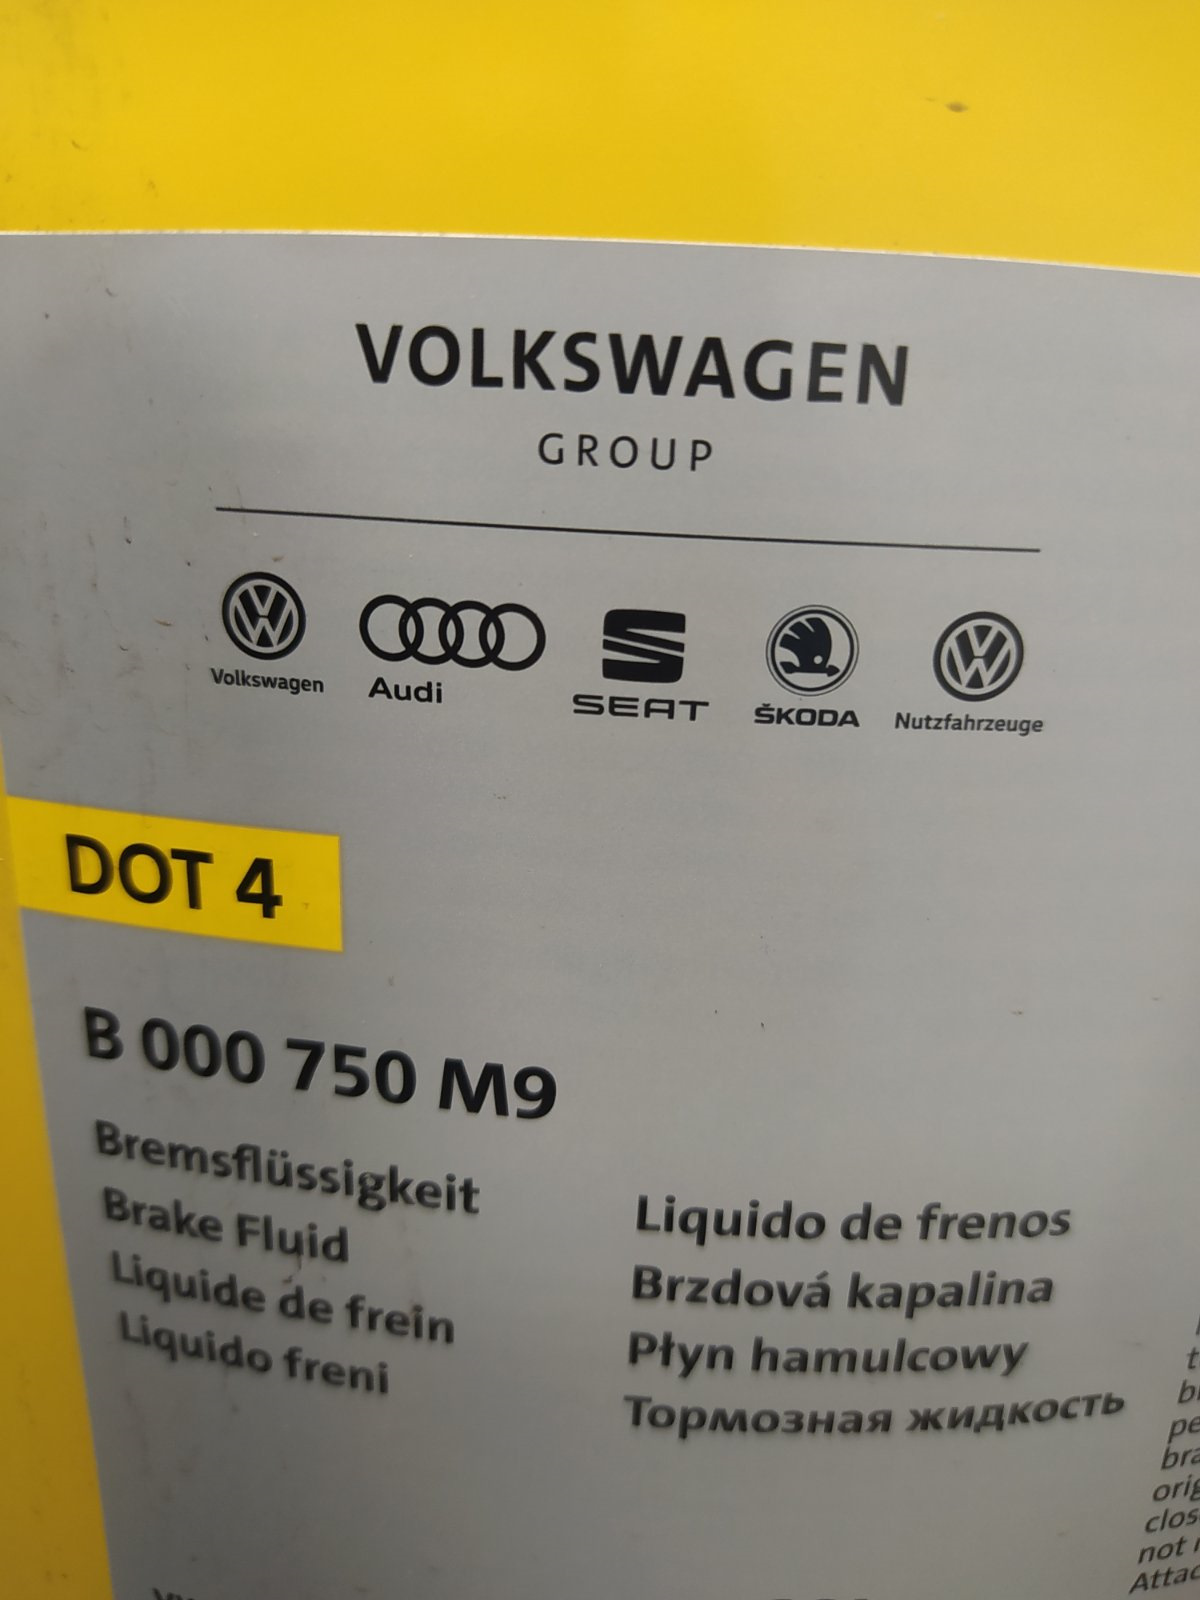 VOLKSWAGEN
GROUP
Volkswagen
Audi
SEAT
ŠKODA
Nutzfahrzeuge
DOT 4
B 000 750 M9
Bremsflüssigkeit
Brake Fluid
Liquide de frein
Liquido freni
Liquido de frenos
Brzdová kapalina
Płyn hamulcowy
Тормозная жидкость
not